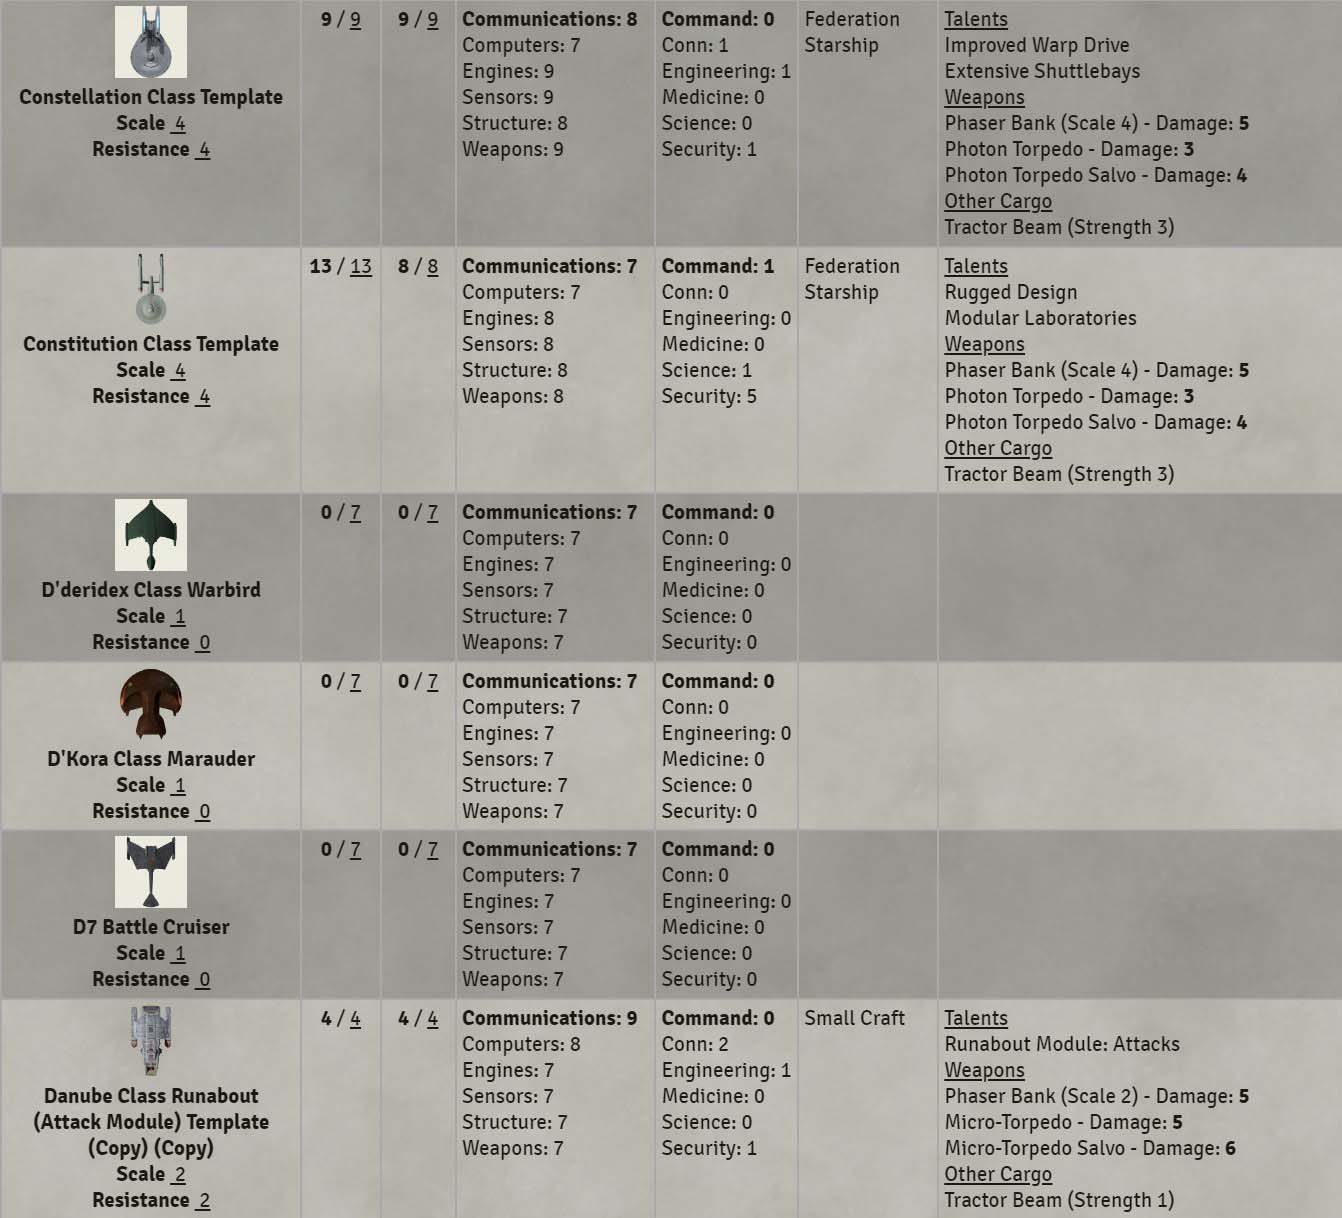 Constellation Class Template
Scale 4
Resistance 4
9 / 9
9 / 9
Communications: 8
Computers: 7
Engines: 9
Sensors: 9
Structure: 8
Weapons: 9
Command: 0
Conn: 1
Engineering: 1
Medicine: 0
Science: 0
Security: 1
Federation
Starship
Talents
Improved Warp Drive
Extensive Shuttlebays
Weapons
Phaser Bank (Scale 4) - Damage: 5
Photon Torpedo - Damage: 3
Photon Torpedo Salvo - Damage: 4
Other Cargo
Tractor Beam (Strength 3)
Constitution Class Template
Scale 4
Resistance 4
13 / 13
8 / 8
Communications: 7
Computers: 7
Engines: 8
Sensors: 8
Structure: 8
Weapons: 8
Command: 1
Conn: 0
Engineering: 0
Medicine: 0
Science: 1
Security: 5
Federation
Starship
Talents
Rugged Design
Modular Laboratories
Weapons
Phaser Bank (Scale 4) - Damage: 5
Photon Torpedo - Damage: 3
Photon Torpedo Salvo - Damage: 4
Other Cargo
Tractor Beam (Strength 3)
D'deridex Class Warbird
Scale 1
Resistance 0
0 / 7
0 / 7
Communications: 7
Computers: 7
Engines: 7
Sensors: 7
Structure: 7
Weapons: 7
Command: 0
Conn: 0
Engineering: 0
Medicine: 0
Science: 0
Security: 0
D'Kora Class Marauder
Scale 1
Resistance 0
0 / 7
0 / 7
Communications: 7
Computers: 7
Engines: 7
Sensors: 7
Structure: 7
Weapons: 7
Command: 0
Conn: 0
Engineering: 0
Medicine: 0
Science: 0
Security: 0
D7 Battle Cruiser
Scale 1
Resistance 0
0 / 7
0 / 7
Communications: 7
Computers: 7
Engines: 7
Sensors: 7
Structure: 7
Weapons: 7
Command: 0
Conn: 0
Engineering: 0
Medicine: 0
Science: 0
Security: 0
Danube Class Runabout
(Attack Module) Template
(Copy) (Copy)
Scale 2
Resistance 2
4 / 4
4 / 4
Communications: 9
Computers: 8
Engines: 7
Sensors: 7
Structure: 7
Weapons: 7
Command: 0
Conn: 2
Engineering: 1
Medicine: 0
Science: 0
Security: 1
Small Craft
Talents
Runabout Module: Attacks
Weapons
Phaser Bank (Scale 2) - Damage: 5
Micro-Torpedo - Damage: 5
Micro-Torpedo Salvo - Damage: 6
Other Cargo
Tractor Beam (Strength 1)